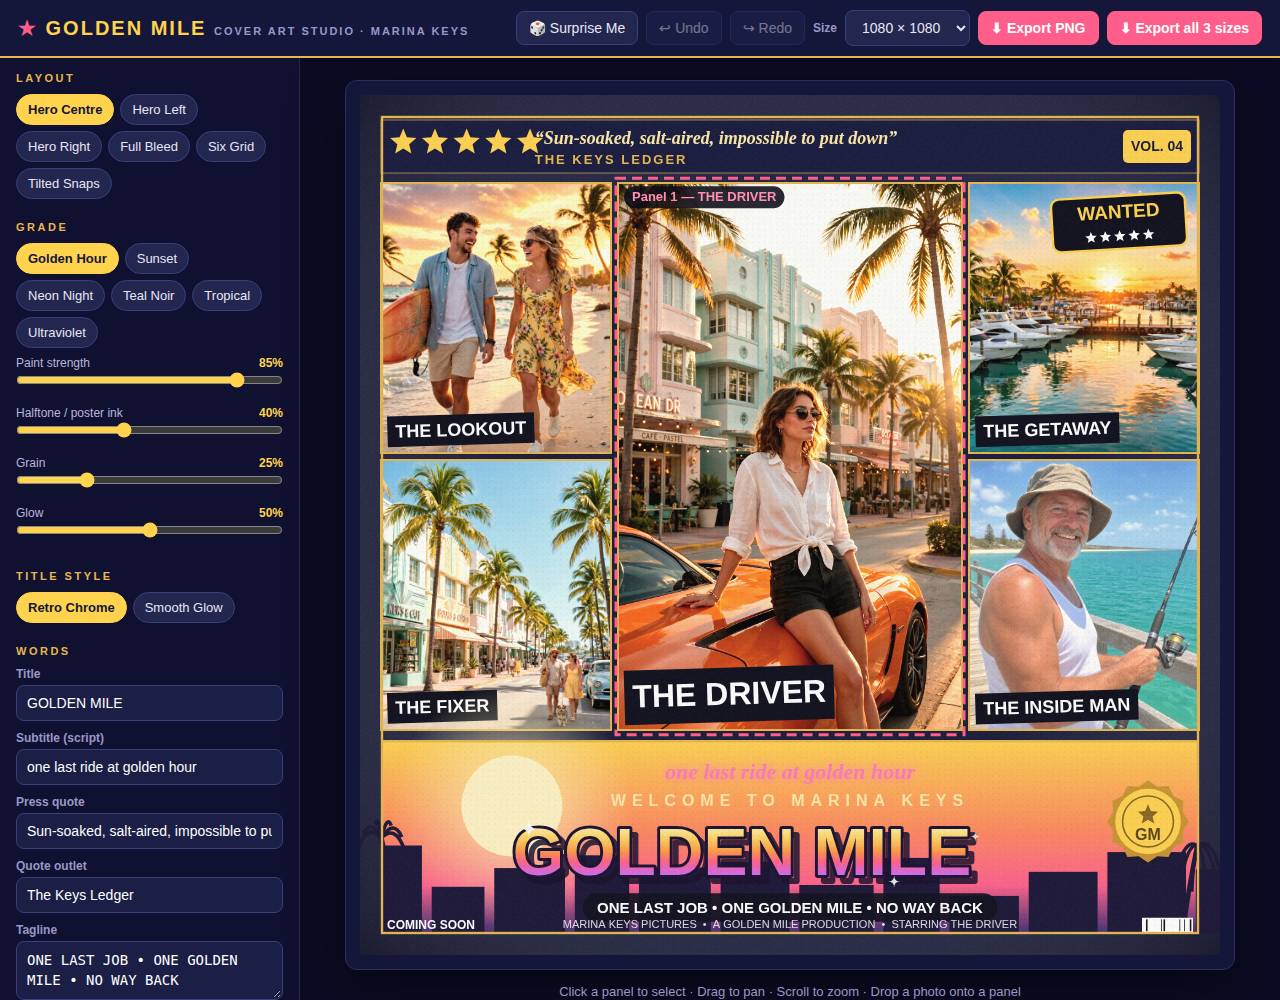 ★ GOLDEN MILE COVER ART STUDIO · MARINA KEYS
🎲 Surprise Me
↩ Undo
↪ Redo
Size
1080 × 1080
⬇ Export PNG
⬇ Export all 3 sizes
LAYOUT
Hero Centre
Hero Left
Hero Right
Full Bleed
Six Grid
Tilted Snaps
GRADE
Golden Hour
Sunset
Neon Night
Teal Noir
Tropical
Ultraviolet
Paint strength 85%
Halftone / poster ink 40%
Grain 25%
Glow 50%
TITLE STYLE
Retro Chrome
Smooth Glow
WORDS
Title
GOLDEN MILE
Subtitle (script)
one last ride at golden hour
Press quote
Sun-soaked, salt-aired, impossible to pu
Quote outlet
The Keys Ledger
Tagline
ONE LAST JOB • ONE GOLDEN
MILE • NO WAY BACK
“Sun-soaked, salt-aired, impossible to put down”
THE KEYS LEDGER
VOL. 04
Panel 1 — THE DRIVER
WANTED
★★★★★
THE LOOKOUT
EAN DR
CAFE · PASTEL
THE GETAWAY
THE FIXER
THE DRIVER
THE INSIDE MAN
one last ride at golden hour
WELCOME TO MARINA KEYS
GOLDEN MILE
GM
ONE LAST JOB • ONE GOLDEN MILE • NO WAY BACK
COMING SOON
MARINA KEYS PICTURES • A GOLDEN MILE PRODUCTION • STARRING THE DRIVER
Click a panel to select · Drag to pan · Scroll to zoom · Drop a photo onto a panel